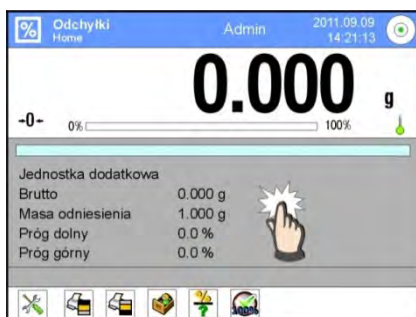 % Odchyłki Admin 2011.09.09
Home 14:21:13
0.000 g
→0← 0% 100%
Jednostka dodatkowa
Brutto 0.000 g
Masa odniesienia 1.000 g
Próg dolny 0.0 %
Próg górny 0.0 %
% ? 100%